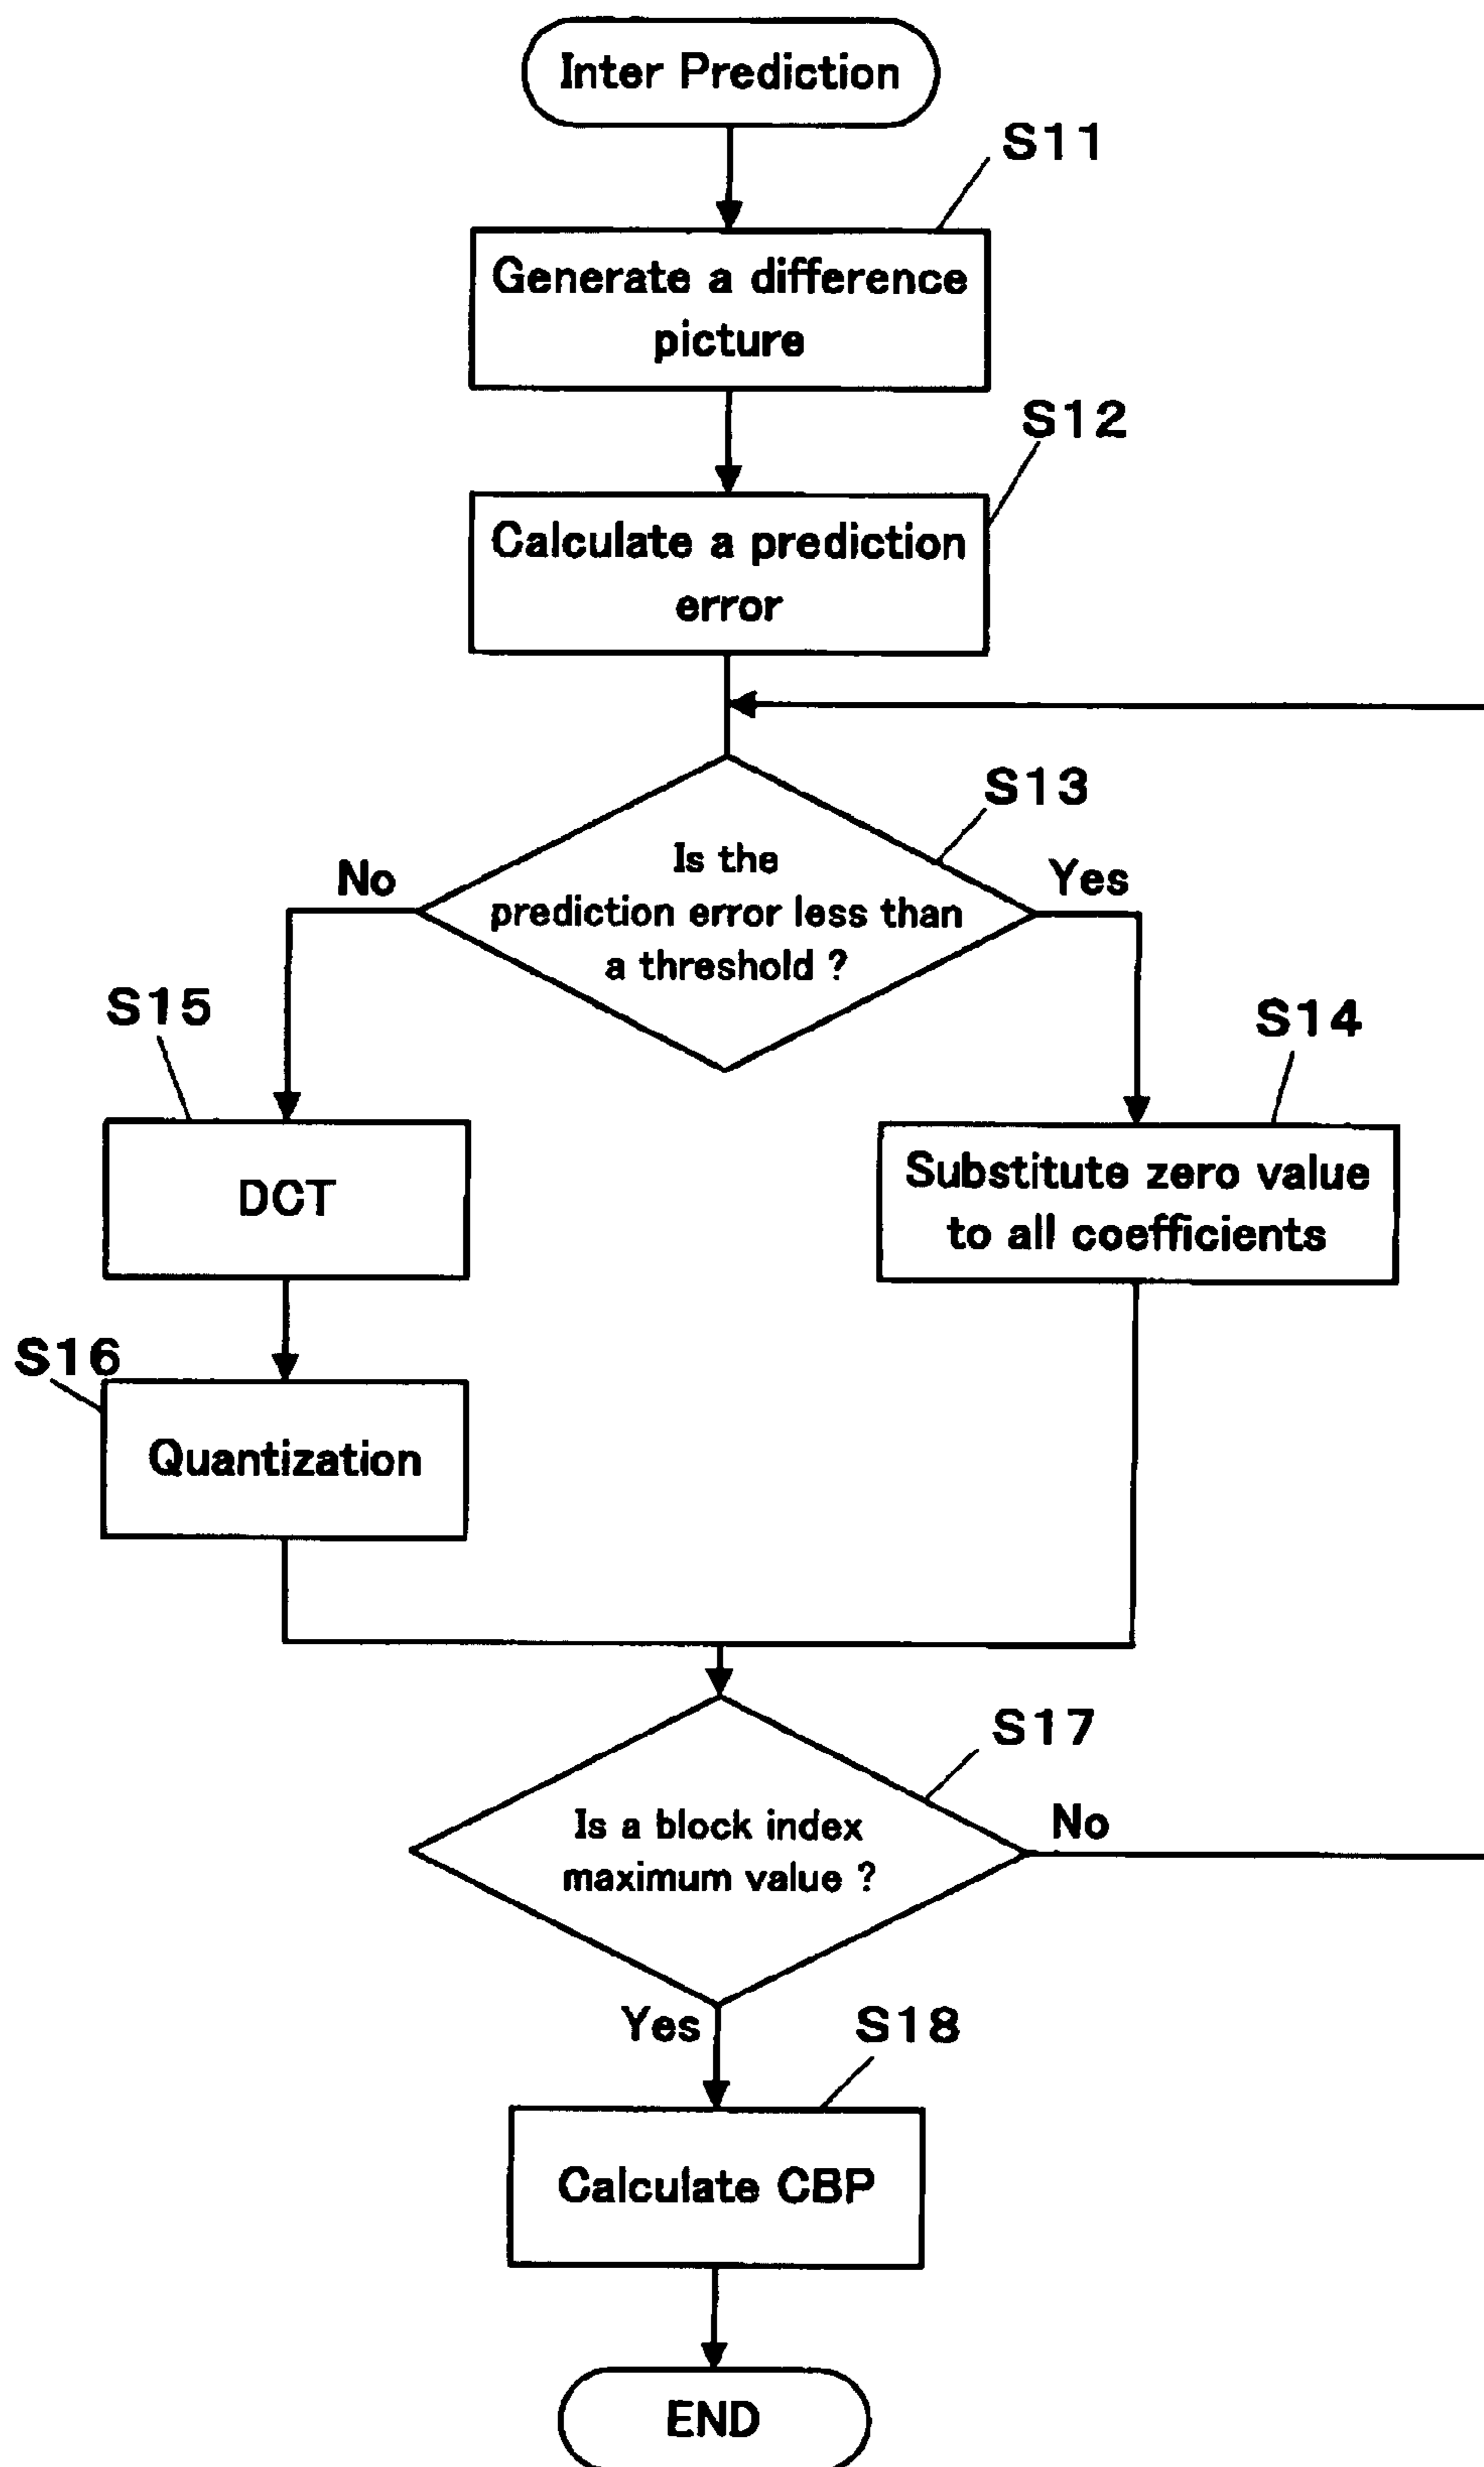 Inter Prediction
S11
Generate a difference
picture
S12
Calculate a prediction
error
S13
Is the
prediction error less than
a threshold ?
No
Yes
S15
S14
DCT
Substitute zero value
to all coefficients
S16
Quantization
S17
Is a block index
maximum value ?
No
Yes
S18
Calculate CBP
END